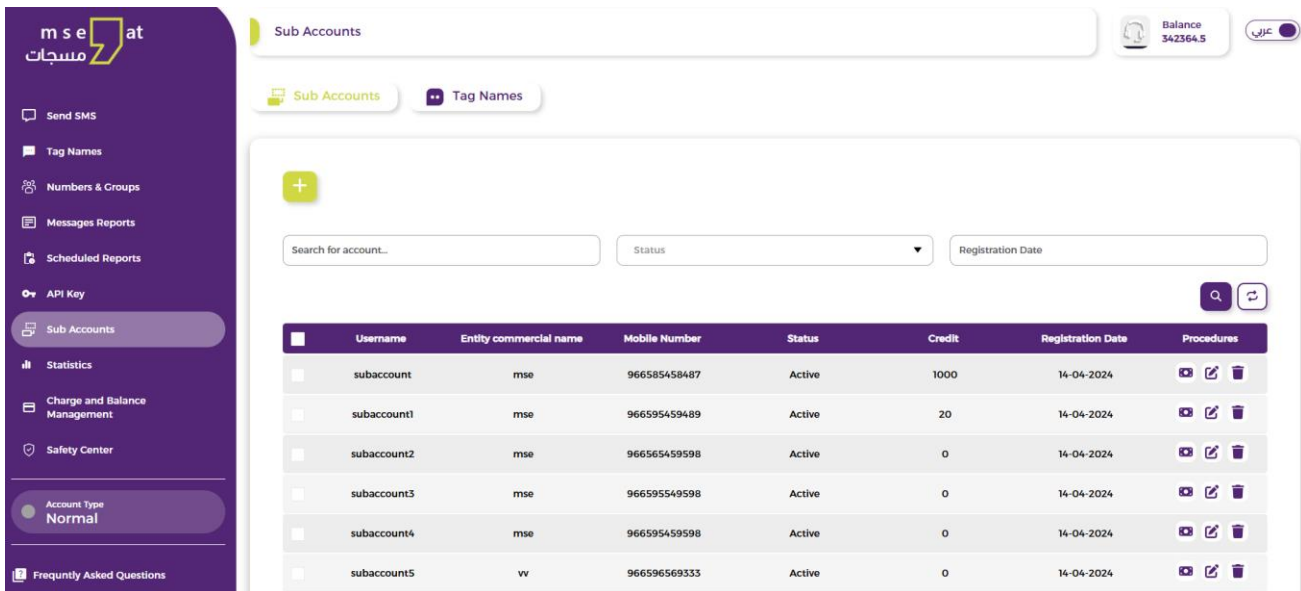 m s e at
مسجات
Send SMS
Tag Names
Numbers & Groups
Messages Reports
Scheduled Reports
API Key
Sub Accounts
Statistics
Charge and Balance
Management
Safety Center
Account Type
Normal
Frequntly Asked Questions
Sub Accounts
Balance
342364.5
عربي
Sub Accounts
Tag Names
+
Search for account...
Status
Registration Date
Username Entity commercial name Mobile Number Status Credit Registration Date Procedures
subaccount mse 966585458487 Active 1000 14-04-2024
subaccount1 mse 966595459489 Active 20 14-04-2024
subaccount2 mse 966565459598 Active 0 14-04-2024
subaccount3 mse 966595549598 Active 0 14-04-2024
subaccount4 mse 966595459598 Active 0 14-04-2024
subaccount5 vv 966596569333 Active 0 14-04-2024